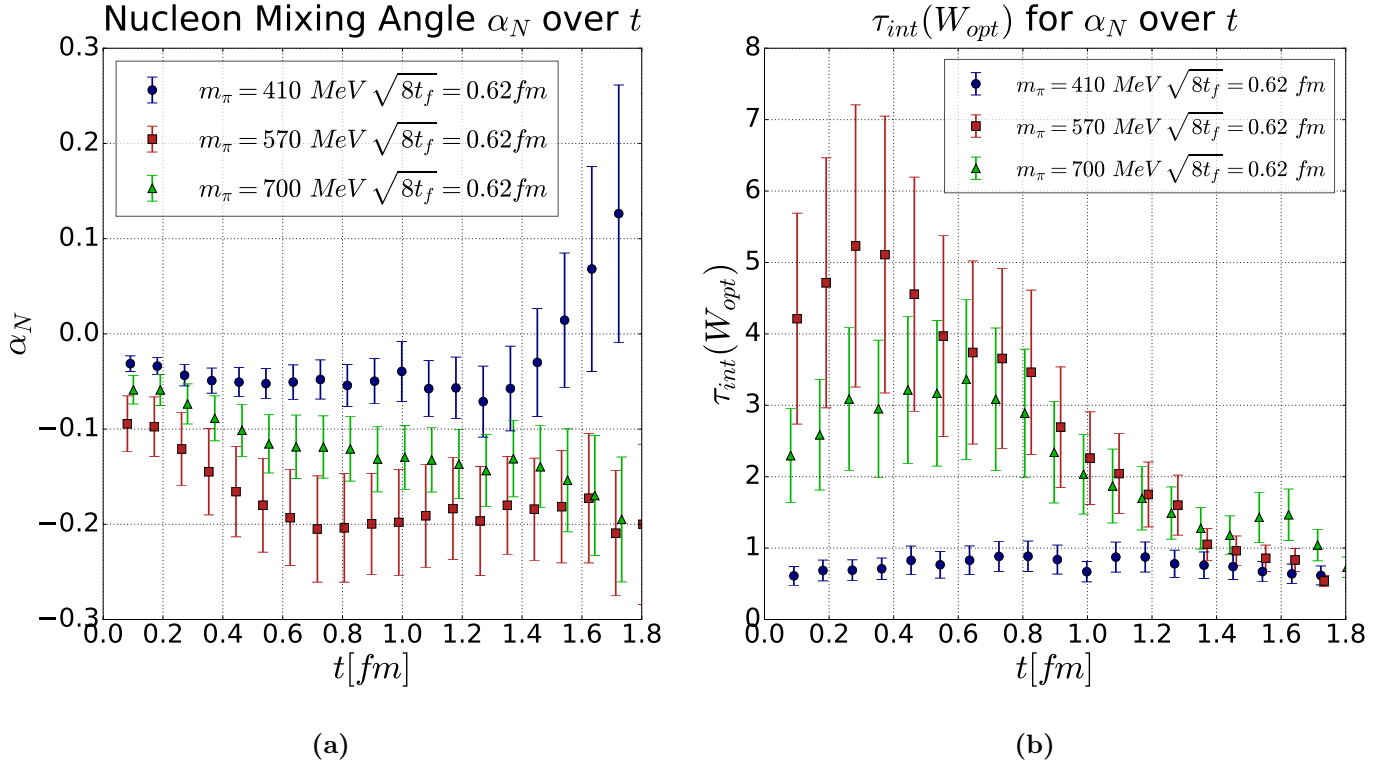 Nucleon Mixing Angle α_N over t
0.3
0.2
0.1
0.0
−0.1
−0.2
−0.3
α_N
m_π = 410 MeV √8t_f = 0.62fm
m_π = 570 MeV √8t_f = 0.62fm
m_π = 700 MeV √8t_f = 0.62fm
0.0 0.2 0.4 0.6 0.8 1.0 1.2 1.4 1.6 1.8
t[fm]
(a)
τ_int(W_opt) for α_N over t
8
7
6
5
4
3
2
1
0
τ_int(W_opt)
m_π = 410 MeV √8t_f = 0.62 fm
m_π = 570 MeV √8t_f = 0.62 fm
m_π = 700 MeV √8t_f = 0.62 fm
0.0 0.2 0.4 0.6 0.8 1.0 1.2 1.4 1.6 1.8
t[fm]
(b)